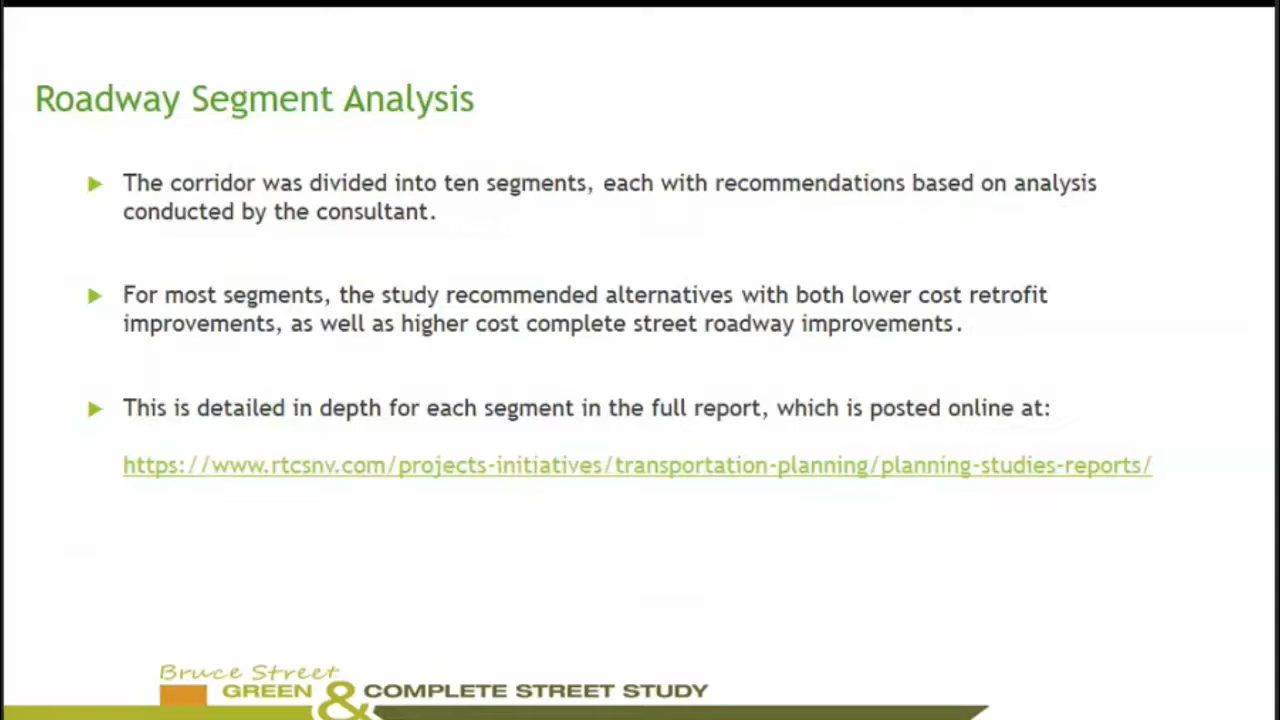 Roadway Segment Analysis
The corridor was divided into ten segments, each with recommendations based on analysis
conducted by the consultant.
For most segments, the study recommended alternatives with both lower cost retrofit
improvements, as well as higher cost complete street roadway improvements.
This is detailed in depth for each segment in the full report, which is posted online at:
https://www.rtcsnv.com/projects-initiatives/transportation-planning/planning-studies-reports/
Bruce Street
GREEN & COMPLETE STREET STUDY